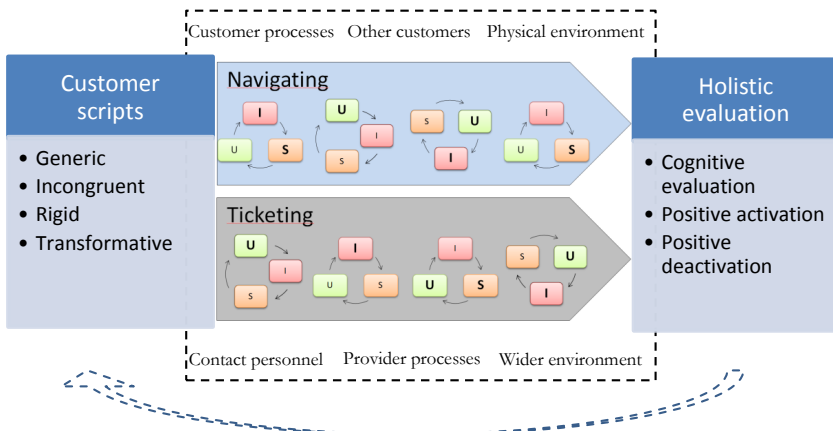 Customer processes Other customers Physical environment
Customer
scripts
• Generic
• Incongruent
• Rigid
• Transformative
Navigating
I
U
S
U
I
S
S
U
I
I
U
S
Ticketing
U
I
S
I
U
S
I
U
S
S
U
I
Holistic
evaluation
• Cognitive
evaluation
• Positive activation
• Positive
deactivation
Contact personnel Provider processes Wider environment